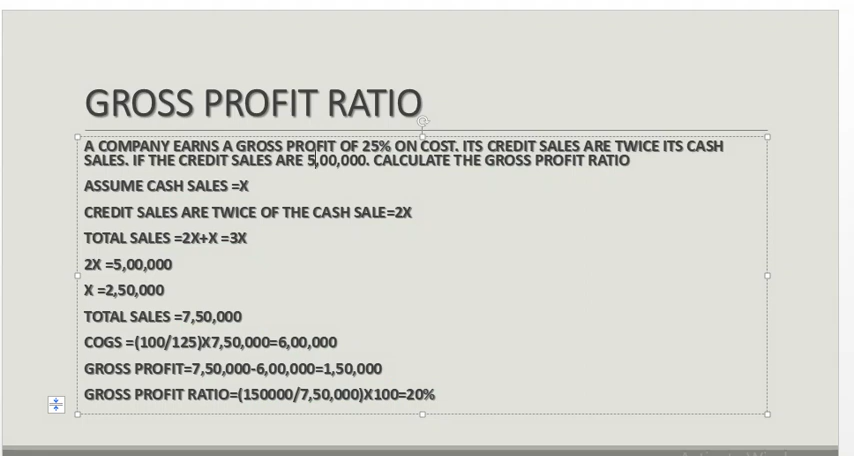 GROSS PROFIT RATIO
A COMPANY EARNS A GROSS PROFIT OF 25% ON COST. ITS CREDIT SALES ARE TWICE ITS CASH
SALES. IF THE CREDIT SALES ARE 5,00,000. CALCULATE THE GROSS PROFIT RATIO
ASSUME CASH SALES =X
CREDIT SALES ARE TWICE OF THE CASH SALE=2X
TOTAL SALES =2X+X =3X
2X =5,00,000
X =2,50,000
TOTAL SALES =7,50,000
COGS =(100/125)X7,50,000=6,00,000
GROSS PROFIT=7,50,000-6,00,000=1,50,000
GROSS PROFIT RATIO=(150000/7,50,000)X100=20%